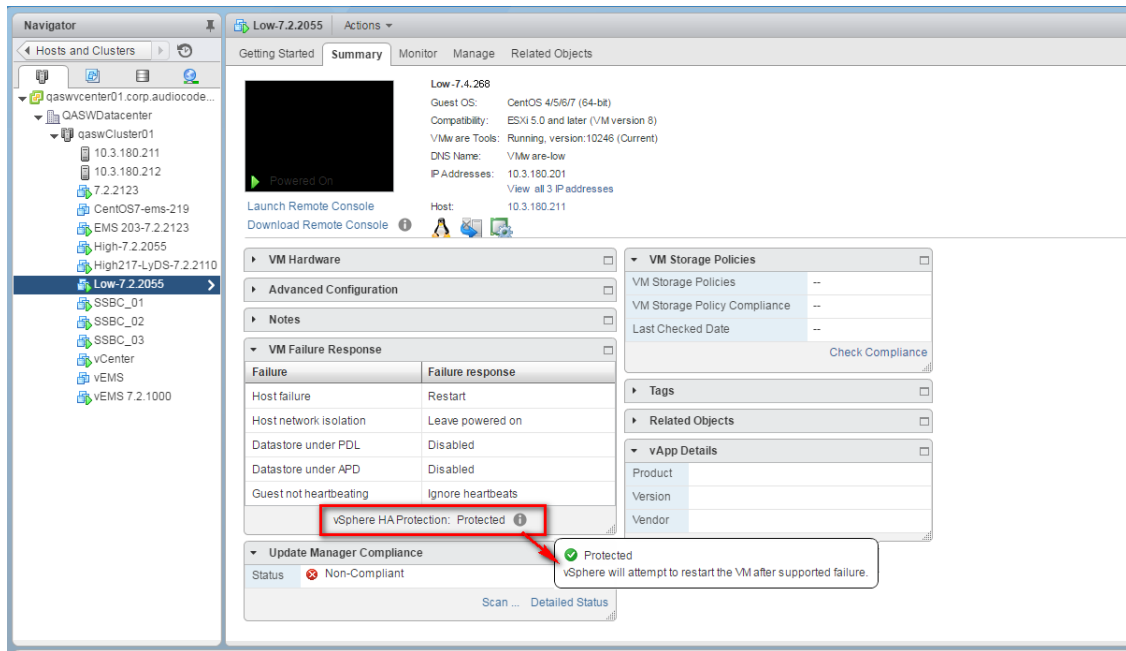 Navigator
Hosts and Clusters
qaswvcenter01.corp.audiocode...
QASWDatacenter
qaswCluster01
10.3.180.211
10.3.180.212
7.2.2123
CentOS7-ems-219
EMS 203-7.2.2123
High-7.2.2055
High217-LyDS-7.2.2110
Low-7.2.2055
SSBC_01
SSBC_02
SSBC_03
vCenter
vEMS
vEMS 7.2.1000
Low-7.2.2055 Actions
Getting Started Summary Monitor Manage Related Objects
Powered On
Launch Remote Console
Download Remote Console
Low-7.4.268
Guest OS: CentOS 4/5/6/7 (64-bit)
Compatibility: ESXi 5.0 and later (VM version 8)
VMware Tools: Running, version:10246 (Current)
DNS Name: VMware-low
IP Addresses: 10.3.180.201
View all 3 IP addresses
Host: 10.3.180.211
VM Hardware
Advanced Configuration
Notes
VM Failure Response
Failure Failure response
Host failure Restart
Host network isolation Leave powered on
Datastore under PDL Disabled
Datastore under APD Disabled
Guest not heartbeating Ignore heartbeats
vSphere HA Protection: Protected
Update Manager Compliance
Status Non-Compliant
Scan ... Detailed Status
VM Storage Policies
VM Storage Policies --
VM Storage Policy Compliance --
Last Checked Date --
Check Compliance
Tags
Related Objects
vApp Details
Product
Version
Vendor
Protected
vSphere will attempt to restart the VM after supported failure.